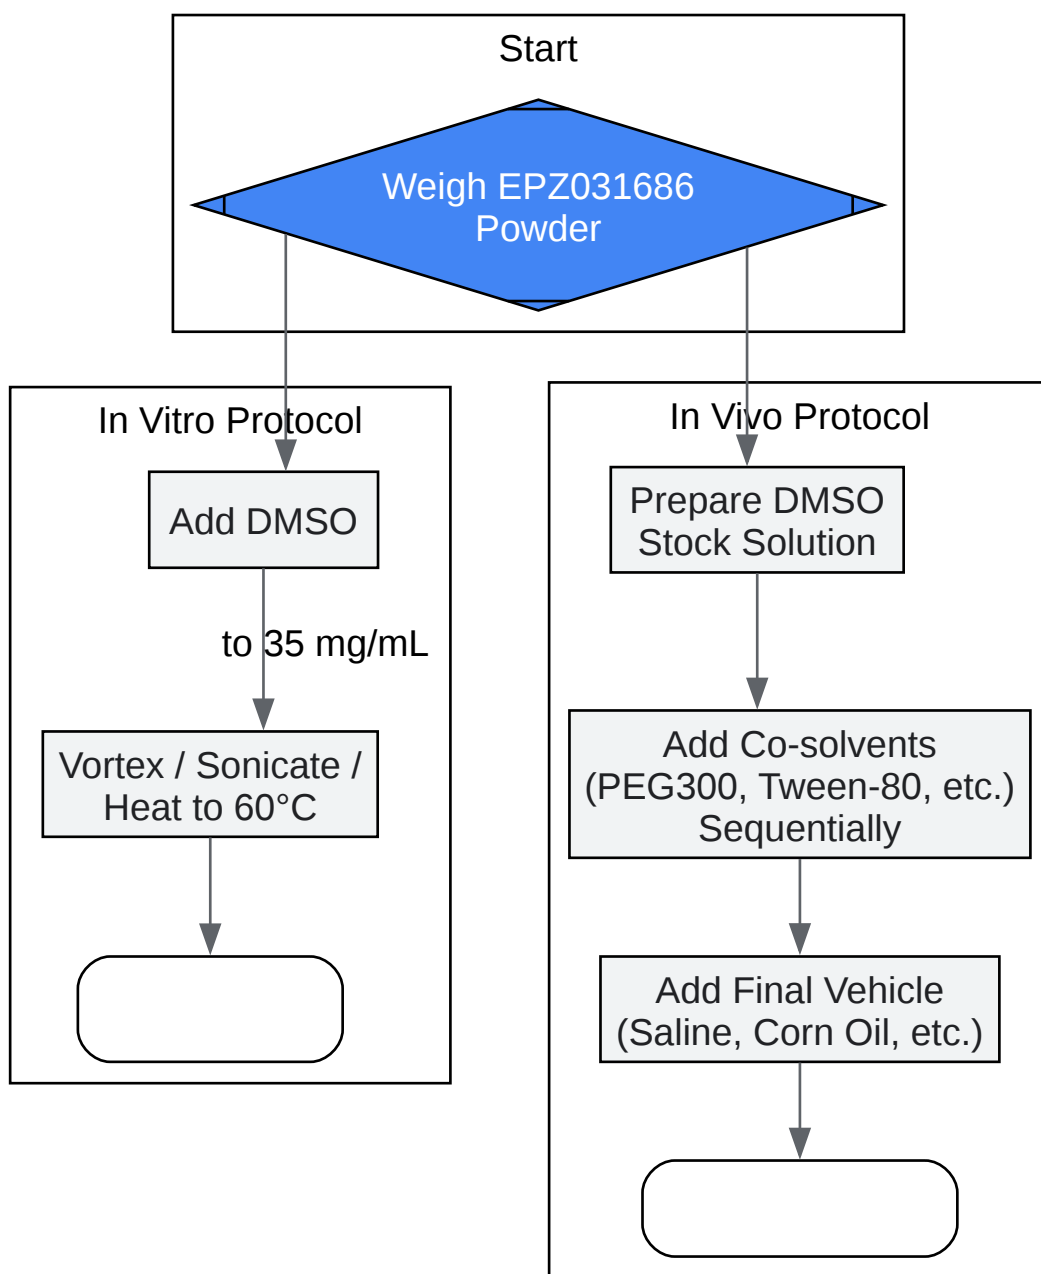 Start
Weigh EPZ031686
Powder
In Vitro Protocol
Add DMSO
to 35 mg/mL
Vortex / Sonicate /
Heat to 60°C
In Vivo Protocol
Prepare DMSO
Stock Solution
Add Co-solvents
(PEG300, Tween-80, etc.)
Sequentially
Add Final Vehicle
(Saline, Corn Oil, etc.)